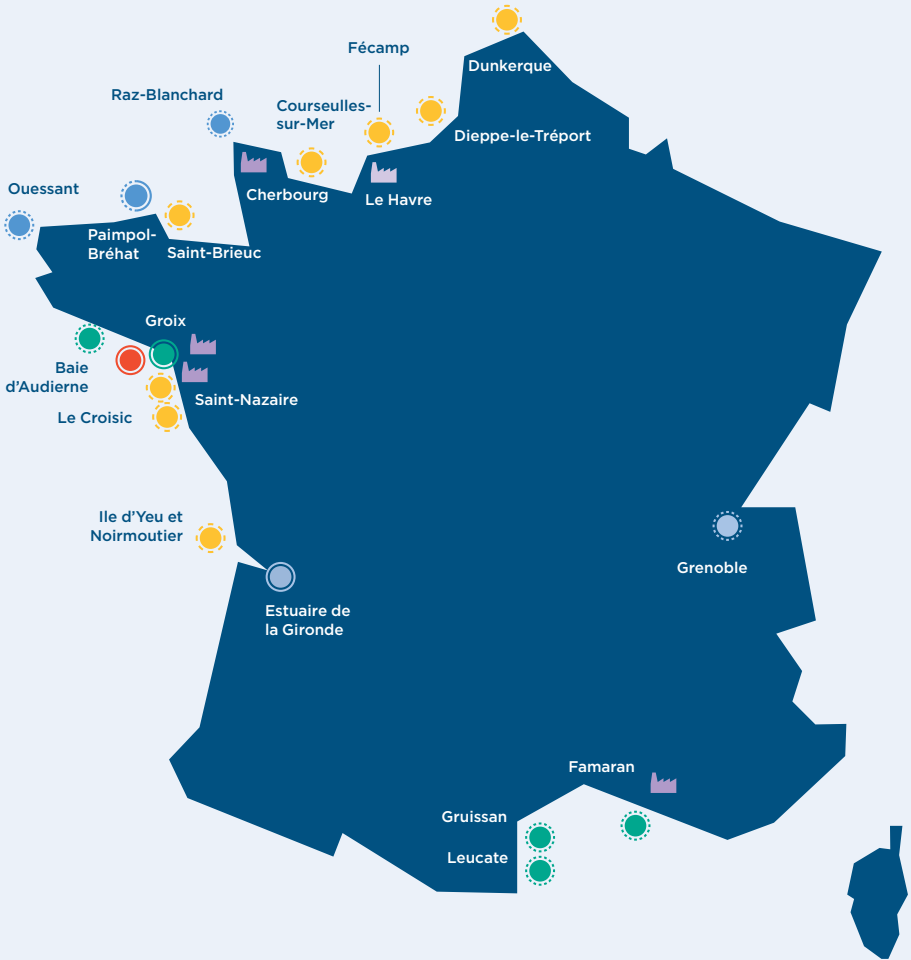 Fécamp
Dunkerque
Raz-Blanchard
Courseulles-
sur-Mer
Dieppe-le-Tréport
Ouessant
Cherbourg
Le Havre
Paimpol-
Bréhat
Saint-Brieuc
Groix
Baie
d'Audierne
Saint-Nazaire
Le Croisic
Ile d'Yeu et
Noirmoutier
Grenoble
Estuaire de
la Gironde
Famaran
Gruissan
Leucate